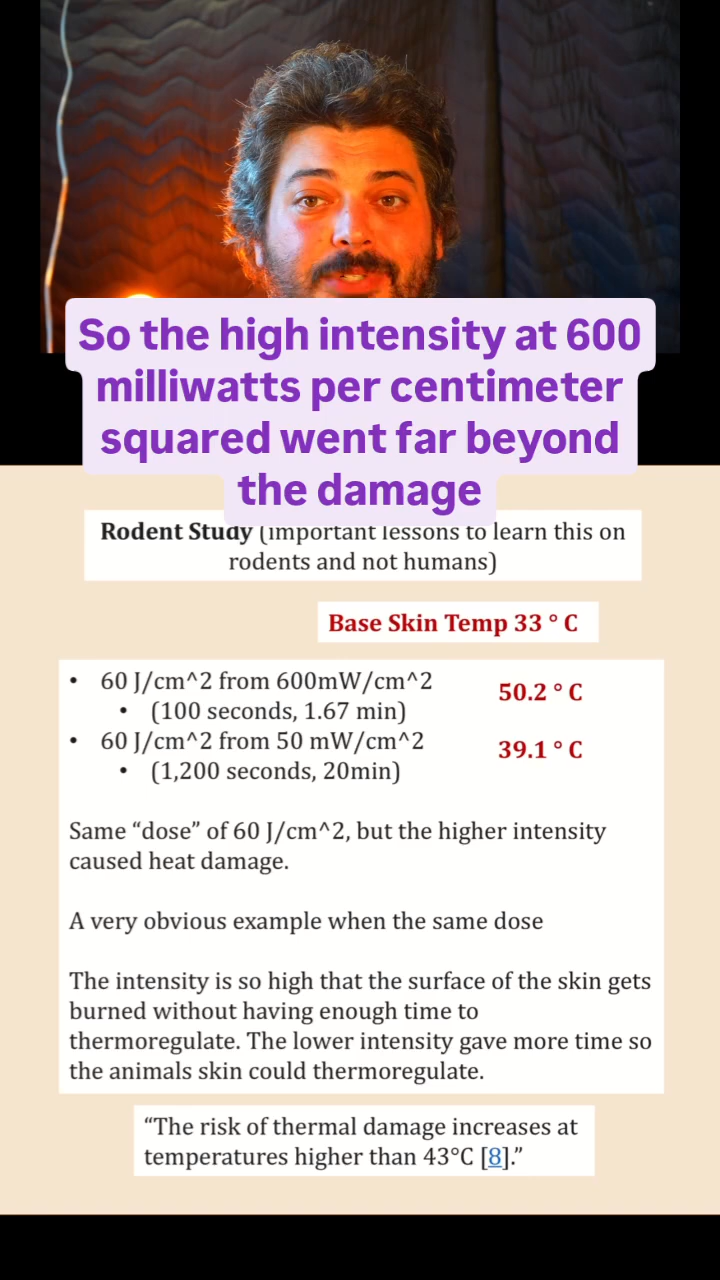 So the high intensity at 600
milliwatts per centimeter
squared went far beyond
the damage
Rodent Study (important lessons to learn this on
rodents and not humans)
Base Skin Temp 33 ° C
• 60 J/cm^2 from 600mW/cm^2
50.2 ° C
• (100 seconds, 1.67 min)
• 60 J/cm^2 from 50 mW/cm^2
39.1 ° C
• (1,200 seconds, 20min)
Same “dose” of 60 J/cm^2, but the higher intensity
caused heat damage.
A very obvious example when the same dose
The intensity is so high that the surface of the skin gets
burned without having enough time to
thermoregulate. The lower intensity gave more time so
the animals skin could thermoregulate.
“The risk of thermal damage increases at
temperatures higher than 43°C [8].”